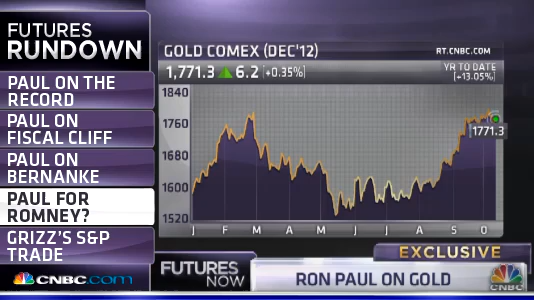 FUTURES
RUNDOWN
PAUL ON THE
RECORD
PAUL ON
FISCAL CLIFF
PAUL ON
BERNANKE
PAUL FOR
ROMNEY?
GRIZZ'S S&P
TRADE
CNBC.com
GOLD COMEX (DEC'12)
RT.CNBC.COM
1,771.3 6.2 [+0.35%]
YR TO DATE
[+13.05%]
1840
1760
1680
1600
1520
1771.3
J F M A M J J A S O
EXCLUSIVE
FUTURES
NOW
RON PAUL ON GOLD
CNBC